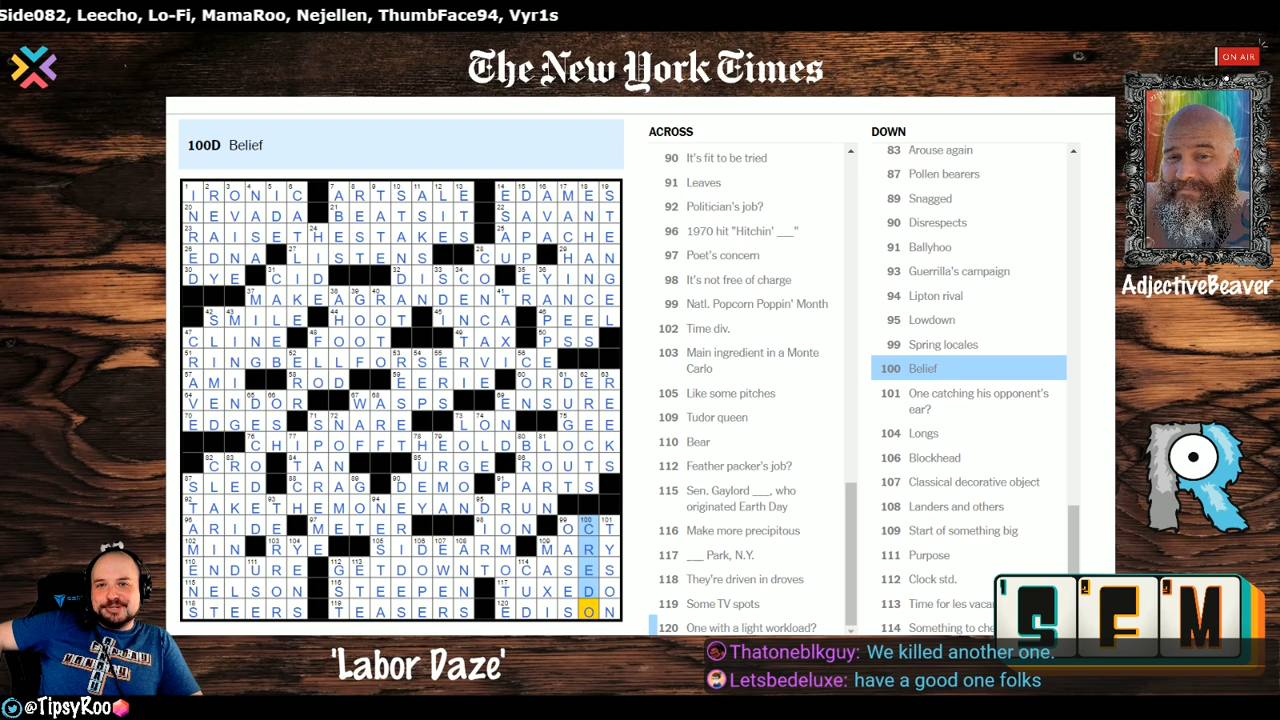 Side082, Leecho, Lo-Fi, MamaRoo, Nejellen, ThumbFace94, Vyr1s
The New York Times
ON AIR
100D Belief
ACROSS
90 It's fit to be tried
91 Leaves
92 Politician's job?
96 1970 hit "Hitchin' ___"
97 Poet's concern
98 It's not free of charge
99 Natl. Popcorn Poppin' Month
102 Time div.
103 Main ingredient in a Monte
Carlo
105 Like some pitches
109 Tudor queen
110 Bear
112 Feather packer's job?
115 Sen. Gaylord ___, who
originated Earth Day
116 Make more precipitous
117 ___ Park, N.Y.
118 They're driven in droves
119 Some TV spots
120 One with a light workload?
DOWN
83 Arouse again
87 Pollen bearers
89 Snagged
90 Disrespects
91 Ballyhoo
93 Guerrilla's campaign
94 Lipton rival
95 Lowdown
99 Spring locales
100 Belief
101 One catching his opponent's
ear?
104 Longs
106 Blockhead
107 Classical decorative object
108 Landers and others
109 Start of something big
111 Purpose
112 Clock std.
113 Time for les vaca
114 Something to che
IRONIC ARTSALE EDAMES
NEVADA BEATSIT SAVANT
RAISETHESTAKES APACHE
EDNA LISTENS CUP HAN
DYE CID DISCO EYING
MAKEAGRANDENTRANCE
SMILE HOOT INCA PEEL
CLINE FOOT TAX PSS
RINGBELLFORSERVICE
AMI ROD EERIE ORDER
VENDOR WASPS ENSURE
EDGES SNARE LON GEE
CHIPOFFTHEOLDBLOCK
CRO TAN URGE ROUTS
SLED CRAG DEMO PARTS
TAKETHEMONEYANDRUN
ARIDE METER ION OCT
MIN RYE SIDEARM MARY
ENDURE GETDOWNTOCASES
NELSON STEEPEN TUXEDO
STEERS TEASERS EDISON
AdjectiveBeaver
R
SFM
'Labor Daze'
Thatoneblkguy: We killed another one.
Letsbedeluxe: have a good one folks
@TipsyRoo